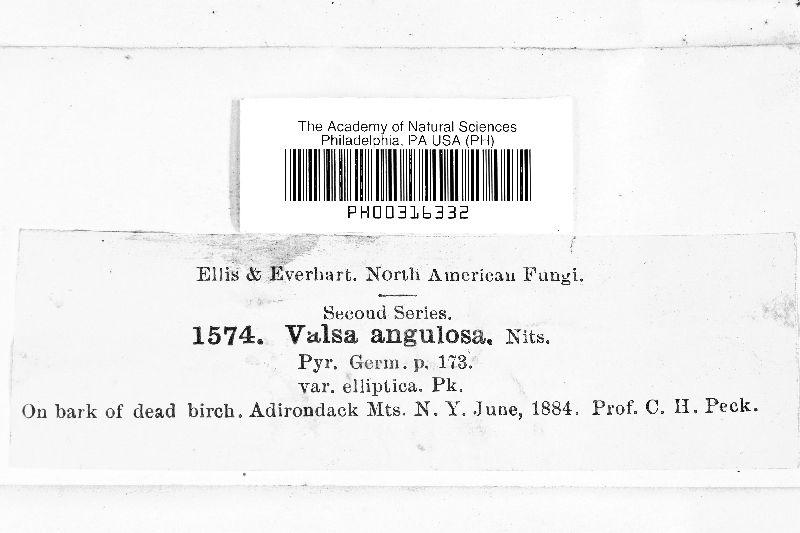 The Academy of Natural Sciences
Philadelphia, PA USA (PH)
PH00316332
Ellis & Everhart. North American Fungi.
Second Series.
1574. Valsa angulosa. Nits.
Pyr. Germ. p. 173.
var. elliptica. Pk.
On bark of dead birch. Adirondack Mts. N. Y. June, 1884. Prof. C. H. Peck.